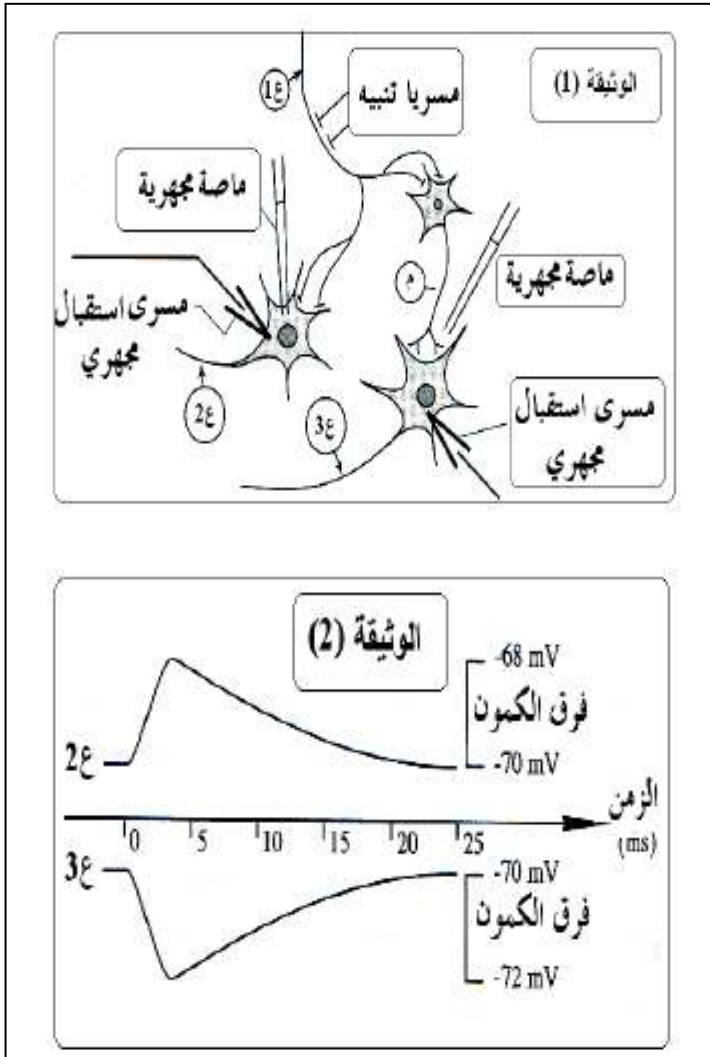 الوثيقة (1)
مسريا تنبيه
ع1
ماصة مجهرية
ماصة مجهرية
م
مسرى استقبال
مجهري
مسرى استقبال
مجهري
ع2
ع3
الوثيقة (2)
-68 mV
فرق الكمون
-70 mV
ع2
الزمن
(ms)
0 5 10 15 20 25
ع3
-70 mV
فرق الكمون
-72 mV